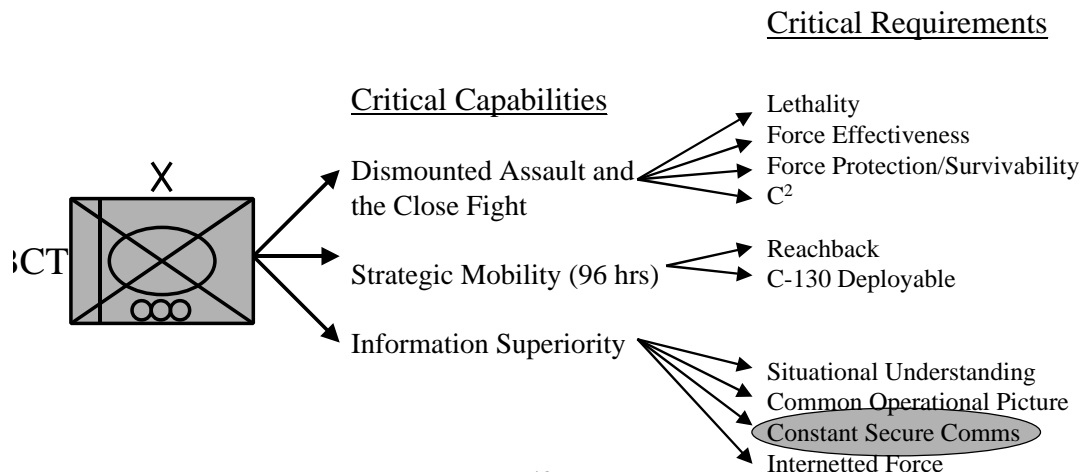 Critical Requirements
Critical Capabilities
Lethality
Force Effectiveness
Force Protection/Survivability
C²
Dismounted Assault and
the Close Fight
X
BCT
Reachback
C-130 Deployable
Strategic Mobility (96 hrs)
Information Superiority
Situational Understanding
Common Operational Picture
Constant Secure Comms
Internetted Force